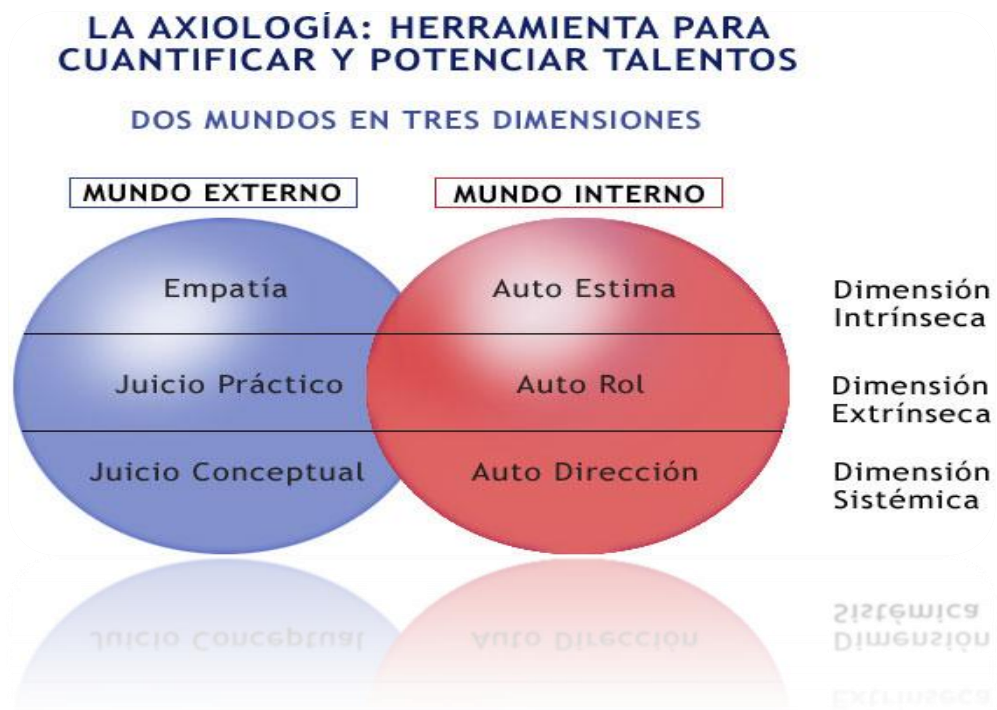 LA AXIOLOGÍA: HERRAMIENTA PARA
CUANTIFICAR Y POTENCIAR TALENTOS
DOS MUNDOS EN TRES DIMENSIONES
MUNDO EXTERNO
MUNDO INTERNO
Empatía
Auto Estima
Dimensión
Intrínseca
Juicio Práctico
Auto Rol
Dimensión
Extrínseca
Juicio Conceptual
Auto Dirección
Dimensión
Sistémica